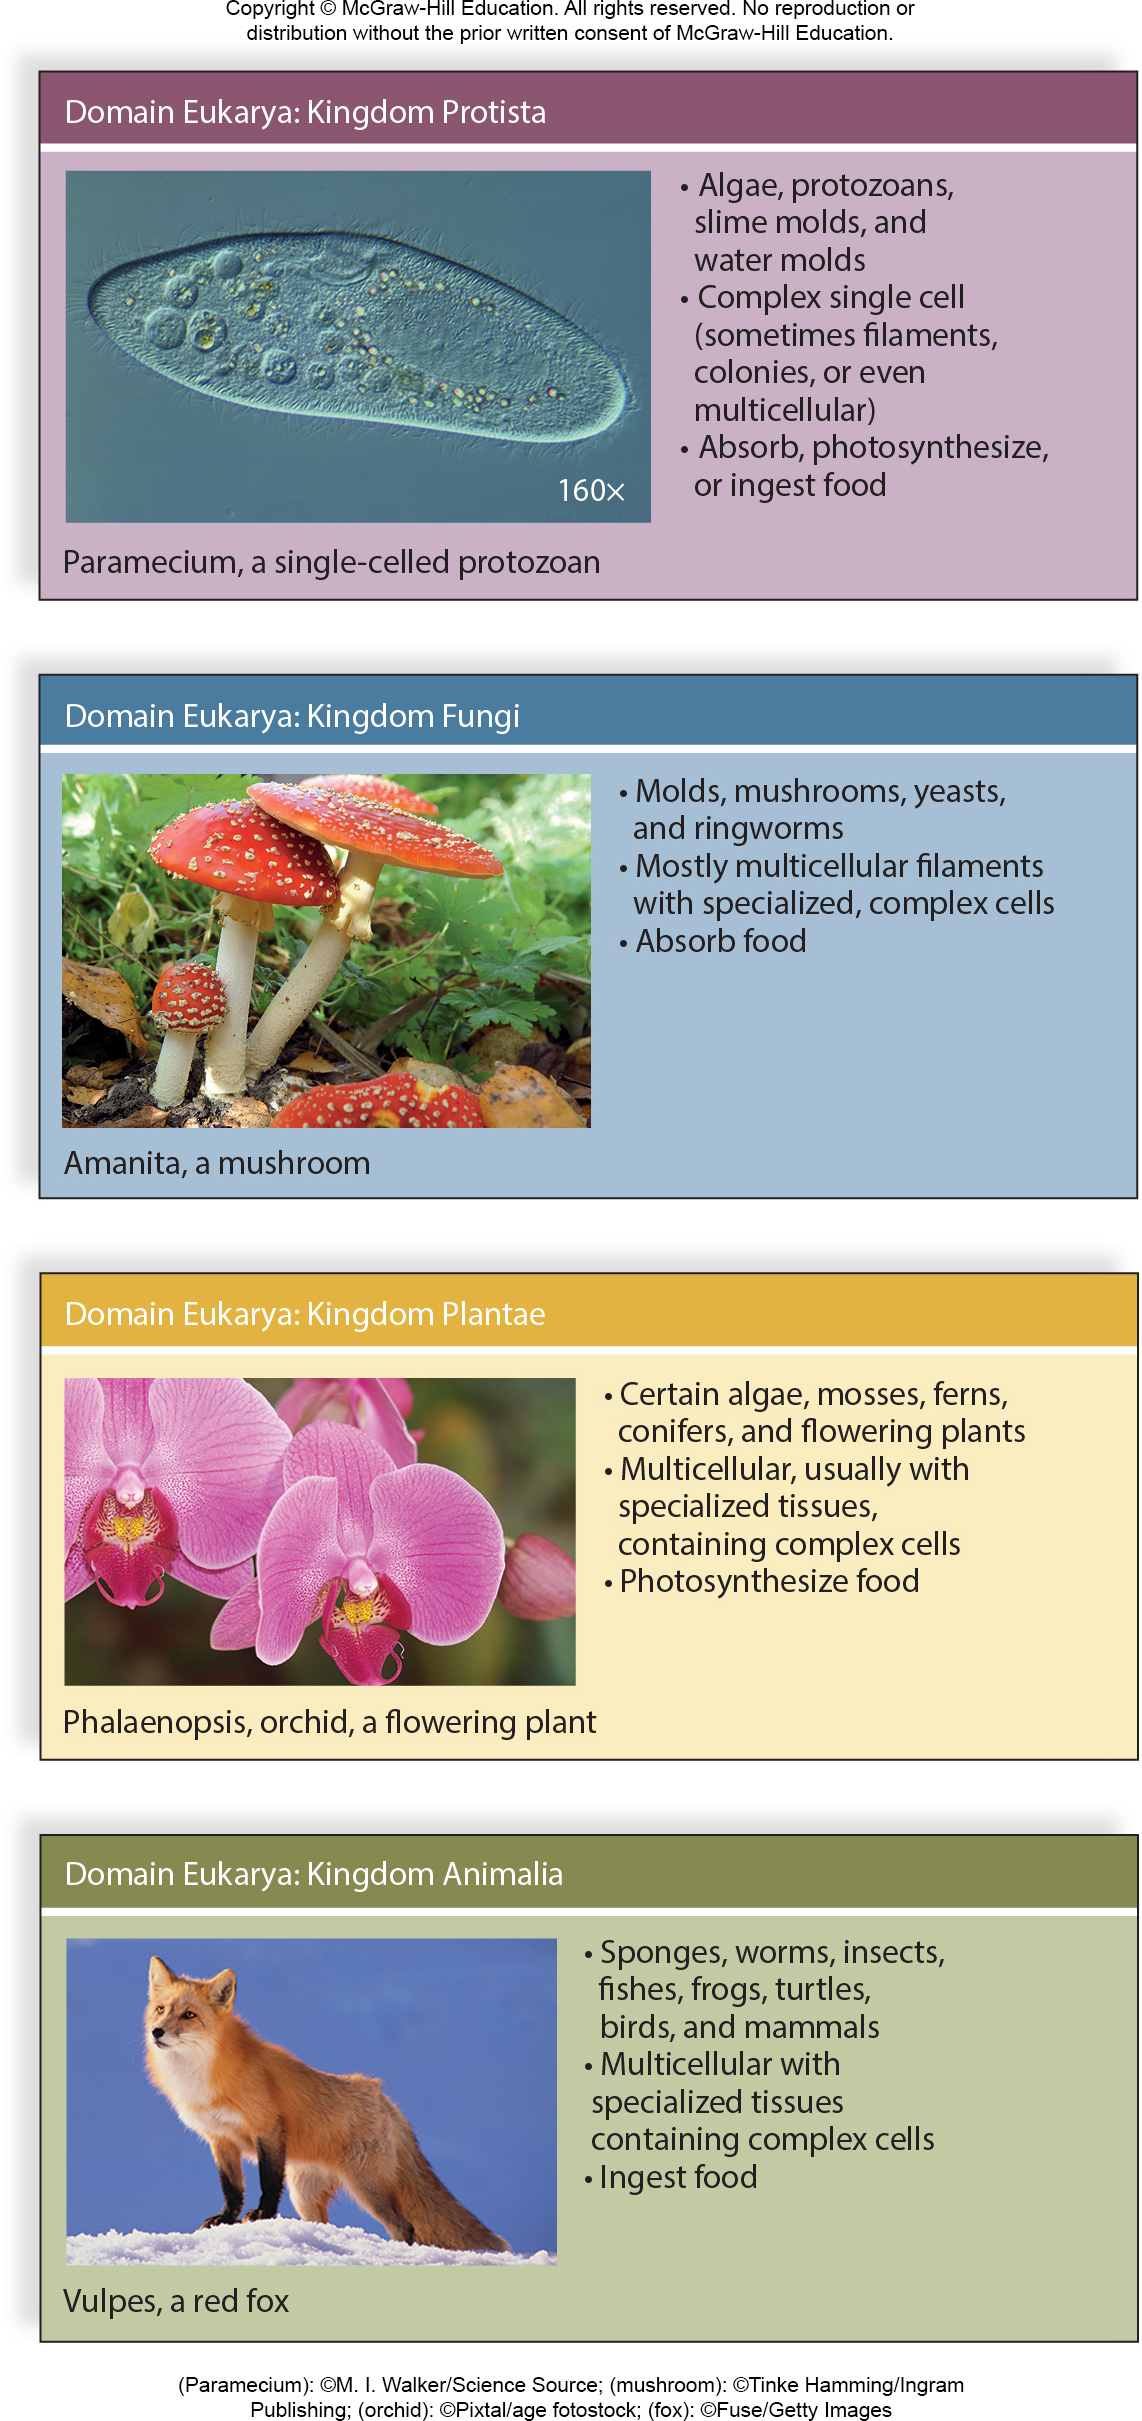 Copyright © McGraw-Hill Education. All rights reserved. No reproduction or
distribution without the prior written consent of McGraw-Hill Education.
Domain Eukarya: Kingdom Protista
• Algae, protozoans,
slime molds, and
water molds
• Complex single cell
(sometimes filaments,
colonies, or even
multicellular)
• Absorb, photosynthesize,
or ingest food
160×
Paramecium, a single-celled protozoan
Domain Eukarya: Kingdom Fungi
• Molds, mushrooms, yeasts,
and ringworms
• Mostly multicellular filaments
with specialized, complex cells
• Absorb food
Amanita, a mushroom
Domain Eukarya: Kingdom Plantae
• Certain algae, mosses, ferns,
conifers, and flowering plants
• Multicellular, usually with
specialized tissues,
containing complex cells
• Photosynthesize food
Phalaenopsis, orchid, a flowering plant
Domain Eukarya: Kingdom Animalia
• Sponges, worms, insects,
fishes, frogs, turtles,
birds, and mammals
• Multicellular with
specialized tissues
containing complex cells
• Ingest food
Vulpes, a red fox
(Paramecium): ©M. I. Walker/Science Source; (mushroom): ©Tinke Hamming/Ingram
Publishing; (orchid): ©Pixtal/age fotostock; (fox): ©Fuse/Getty Images